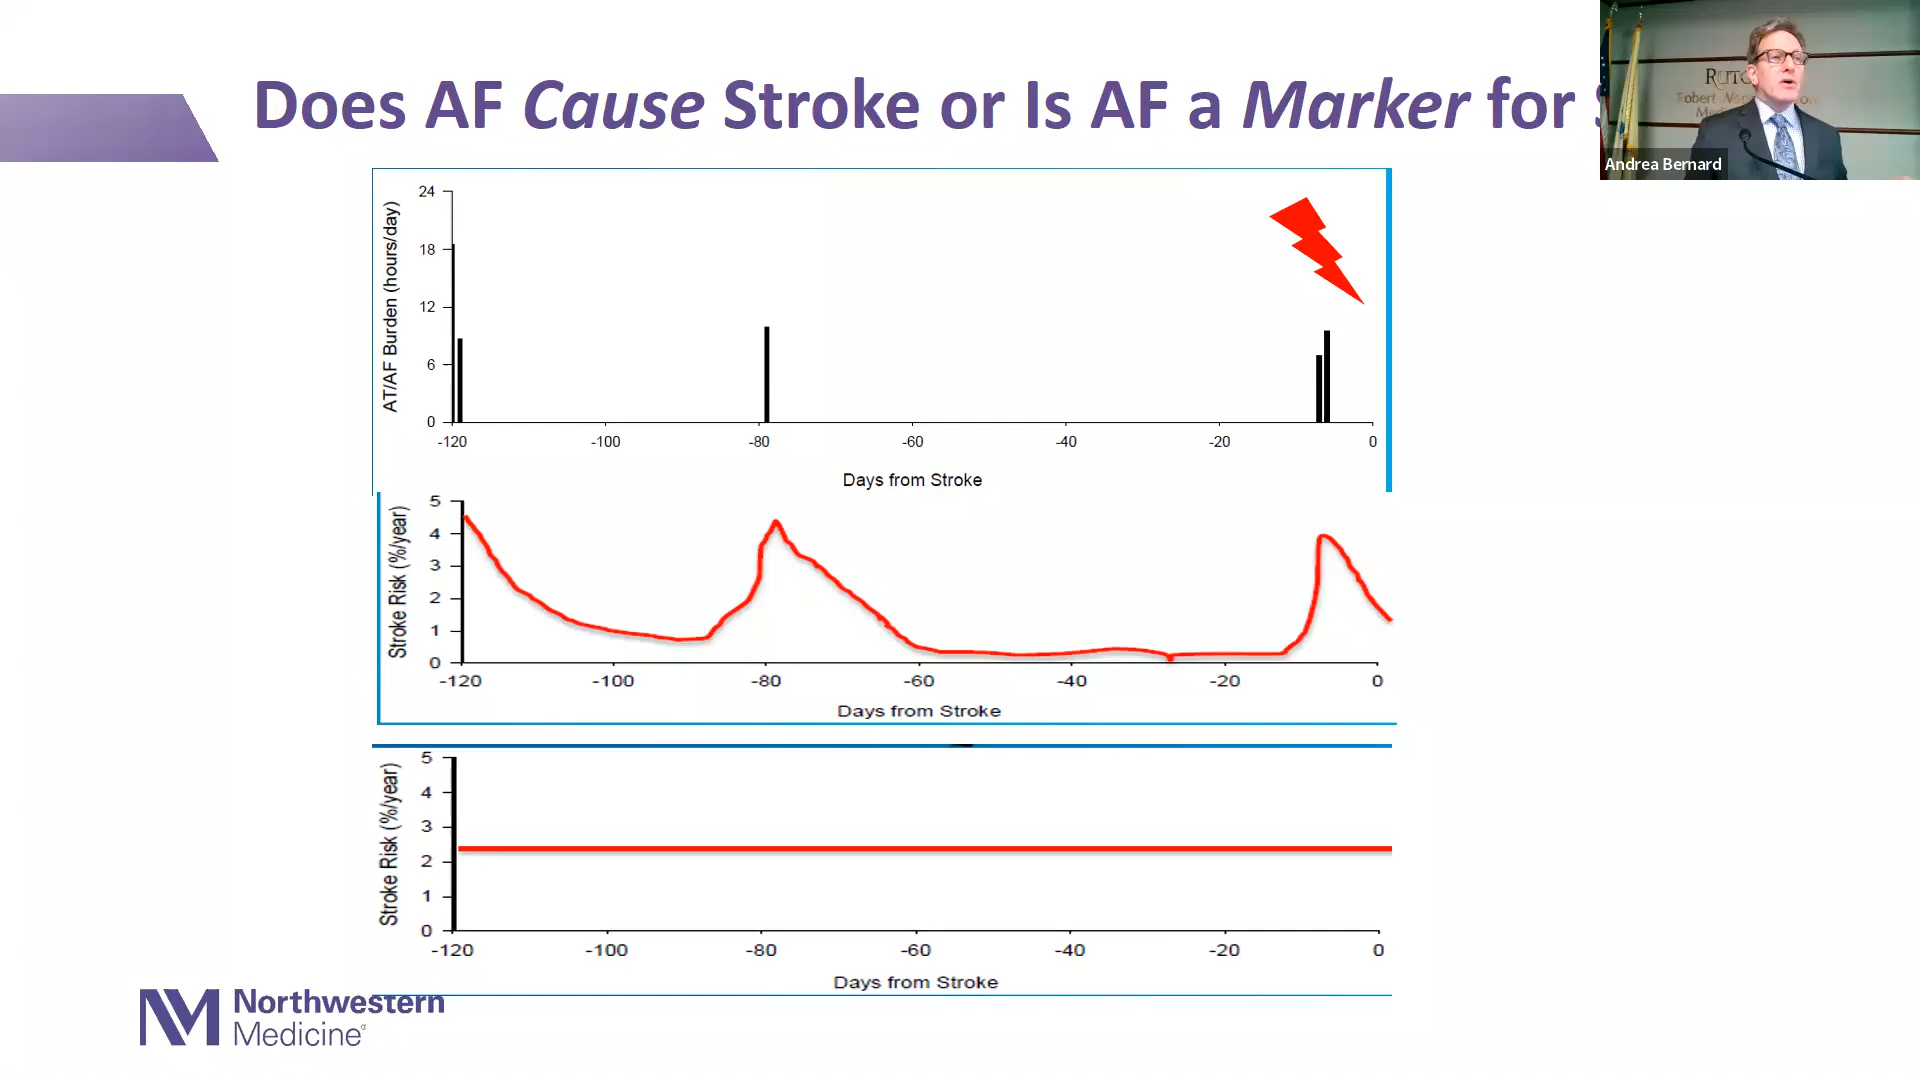 Does AF Cause Stroke or Is AF a Marker for
Andrea Bernard
AT/AF Burden (hours/day)
24
18
12
6
0
-120 -100 -80 -60 -40 -20 0
Days from Stroke
Stroke Risk (%/year)
5
4
3
2
1
0
-120 -100 -80 -60 -40 -20 0
Days from Stroke
Stroke Risk (%/year)
5
4
3
2
1
0
-120 -100 -80 -60 -40 -20 0
Days from Stroke
Northwestern
Medicine